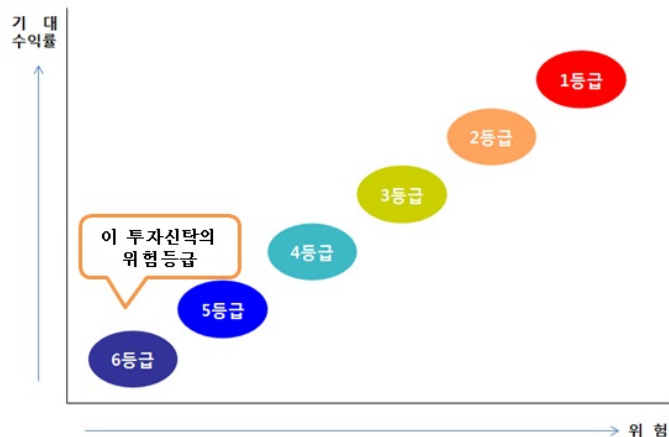 기 대
수익률
1등급
2등급
3등급
이 투자신탁의
위험등급
4등급
5등급
6등급
위 험